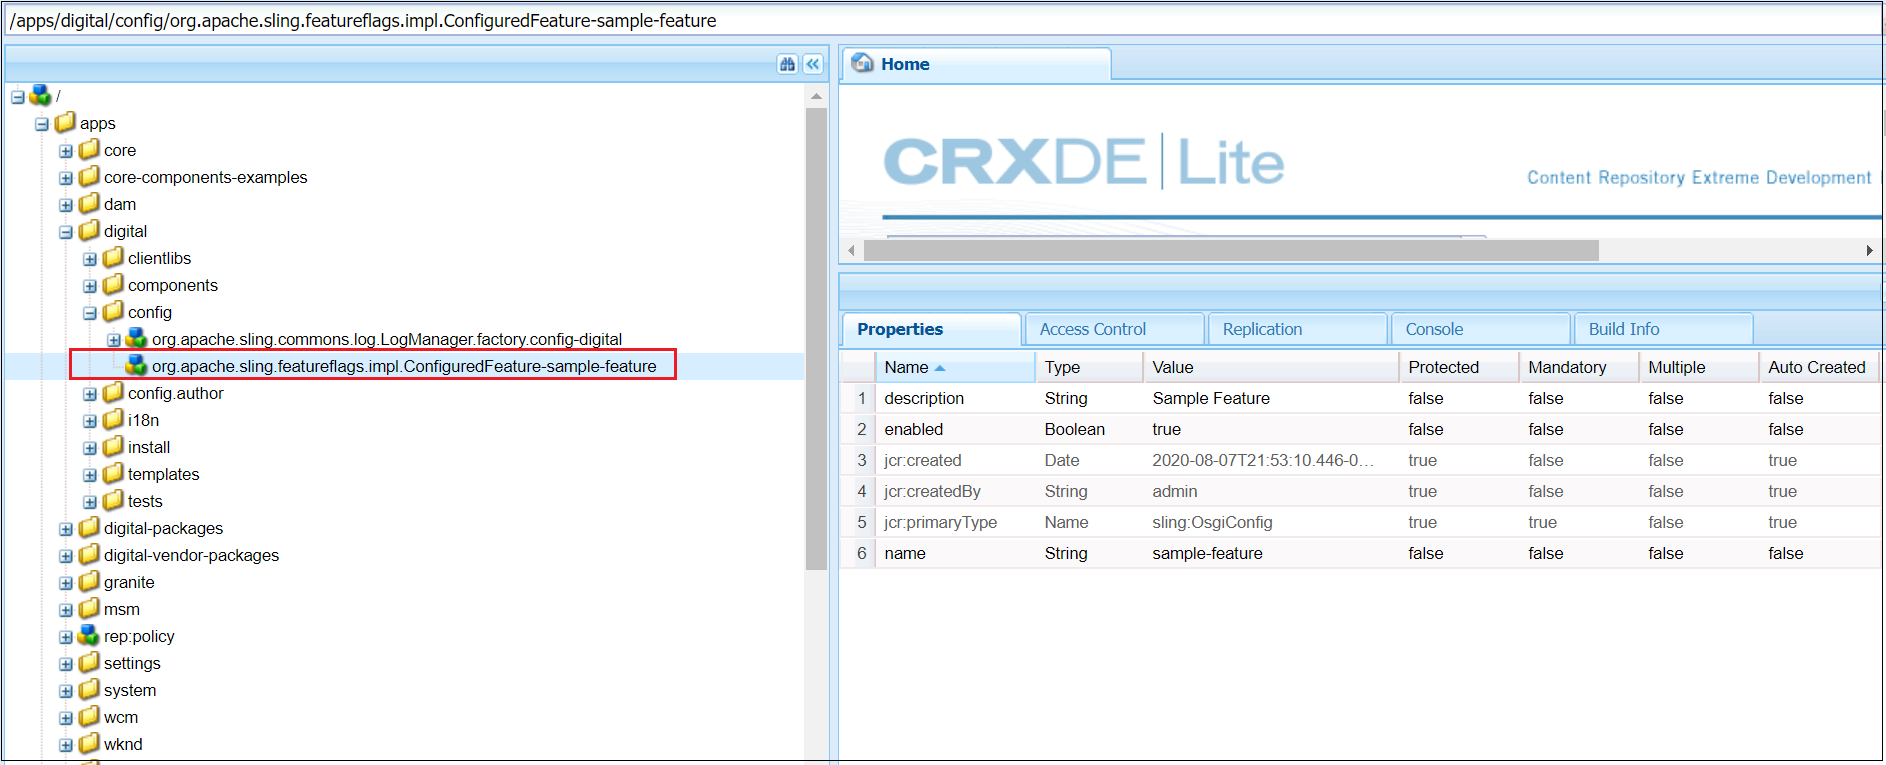 /apps/digital/config/org.apache.sling.featureflags.impl.ConfiguredFeature-sample-feature
/
apps
core
core-components-examples
dam
digital
clientlibs
components
config
org.apache.sling.commons.log.LogManager.factory.config-digital
org.apache.sling.featureflags.impl.ConfiguredFeature-sample-feature
config.author
i18n
install
templates
tests
digital-packages
digital-vendor-packages
granite
msm
rep:policy
settings
system
wcm
wknd
Home
CRXDE Lite
Content Repository Extreme Development
Properties Access Control Replication Console Build Info
Name Type Value Protected Mandatory Multiple Auto Created
1 description String Sample Feature false false false false
2 enabled Boolean true false false false false
3 jcr:created Date 2020-08-07T21:53:10.446-0... true false false true
4 jcr:createdBy String admin true false false true
5 jcr:primaryType Name sling:OsgiConfig true true false true
6 name String sample-feature false false false false